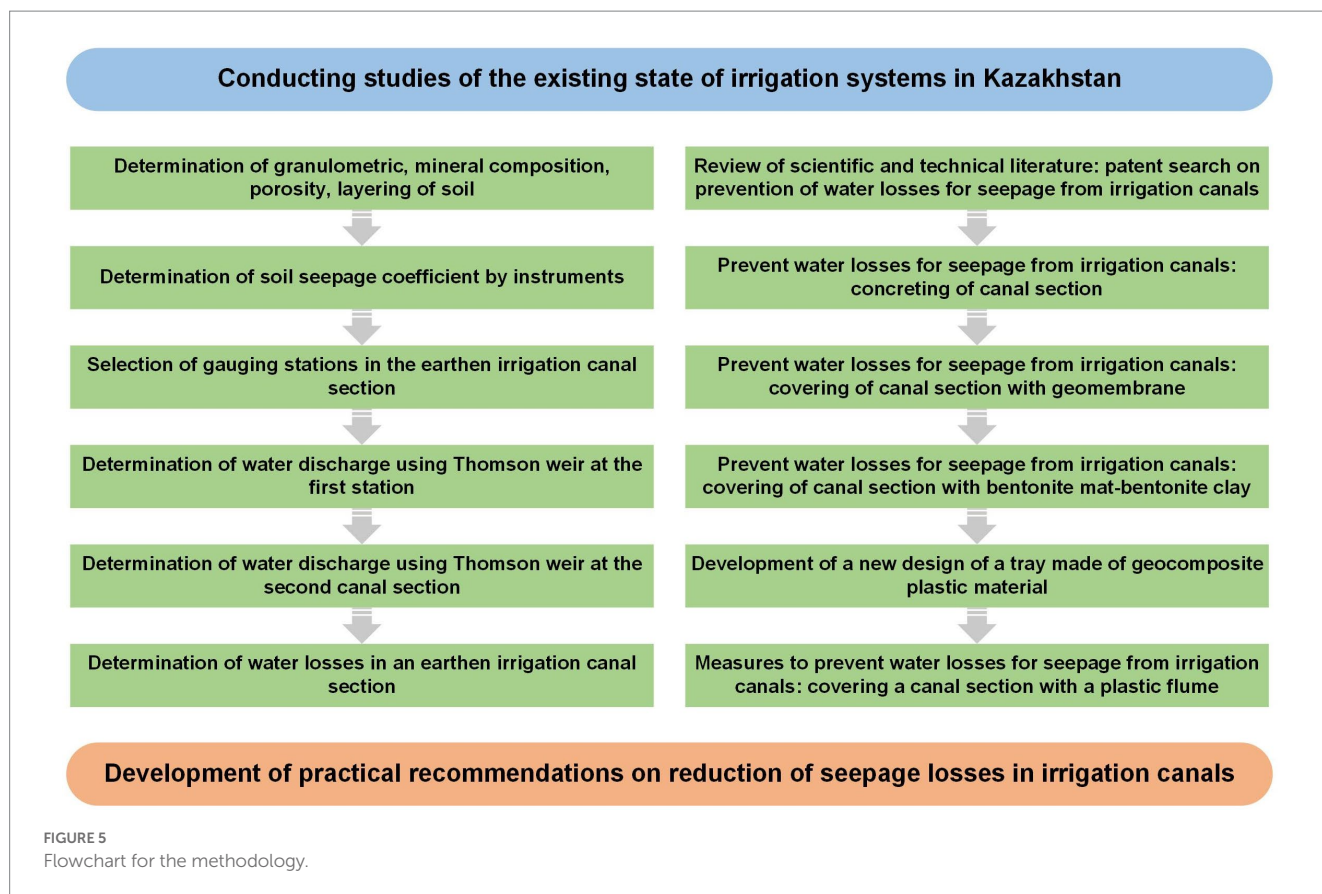 Conducting studies of the existing state of irrigation systems in Kazakhstan
Determination of granulometric, mineral composition,
porosity, layering of soil
Determination of soil seepage coefficient by instruments
Selection of gauging stations in the earthen irrigation canal
section
Determination of water discharge using Thomson weir at the
first station
Determination of water discharge using Thomson weir at the
second canal section
Determination of water losses in an earthen irrigation canal
section
Review of scientific and technical literature: patent search on
prevention of water losses for seepage from irrigation canals
Prevent water losses for seepage from irrigation canals:
concreting of canal section
Prevent water losses for seepage from irrigation canals:
covering of canal section with geomembrane
Prevent water losses for seepage from irrigation canals:
covering of canal section with bentonite mat-bentonite clay
Development of a new design of a tray made of geocomposite
plastic material
Measures to prevent water losses for seepage from irrigation
canals: covering a canal section with a plastic flume
Development of practical recommendations on reduction of seepage losses in irrigation canals
FIGURE 5
Flowchart for the methodology.